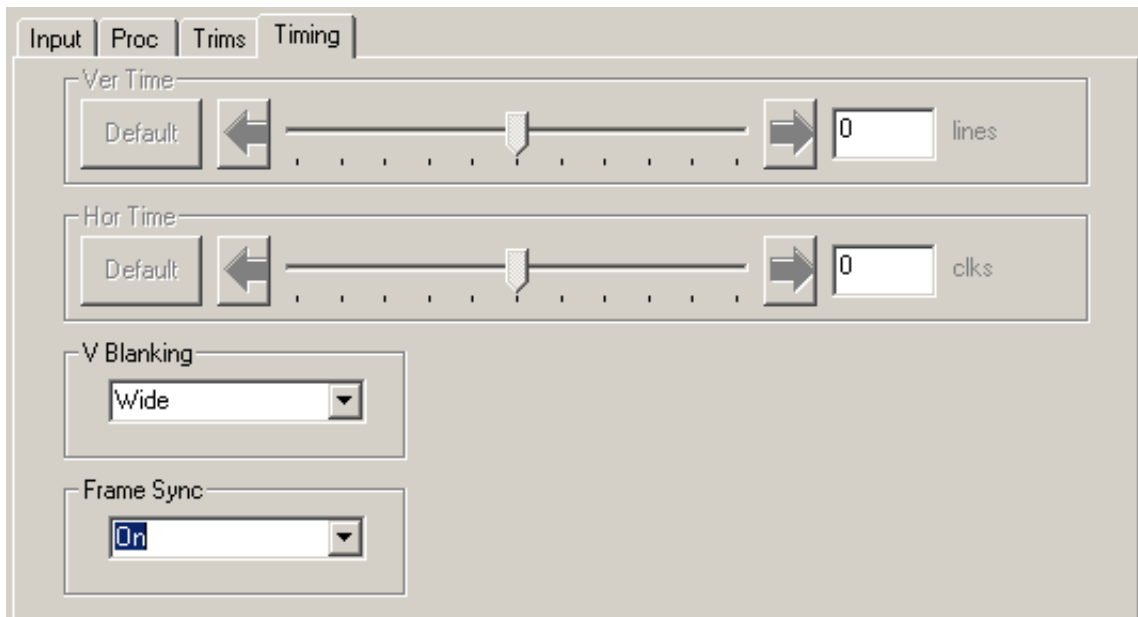 Input Proc Trims Timing
Ver Time
Default 0 lines
Hor Time
Default 0 clks
V Blanking
Wide
Frame Sync
On